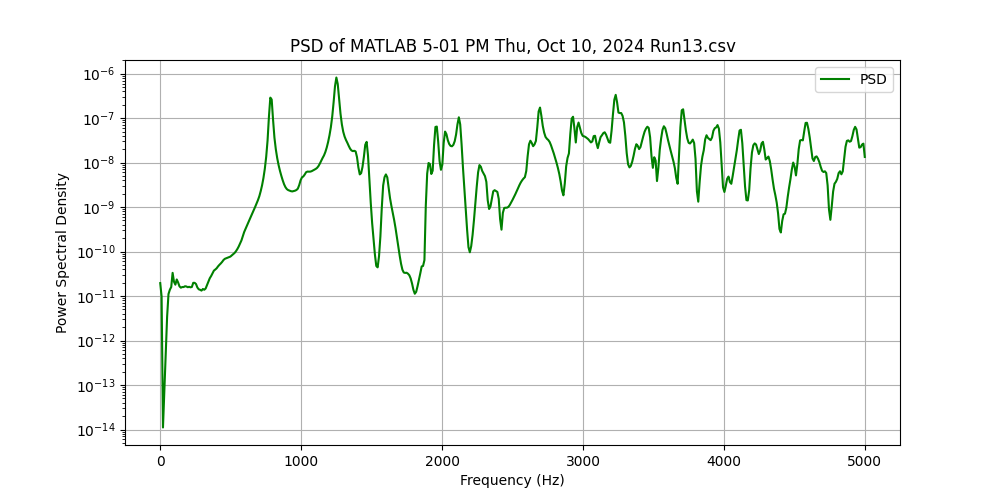 PSD of MATLAB 5-01 PM Thu, Oct 10, 2024 Run13.csv
PSD
Power Spectral Density
10⁻⁶
10⁻⁷
10⁻⁸
10⁻⁹
10⁻¹⁰
10⁻¹¹
10⁻¹²
10⁻¹³
10⁻¹⁴
0 1000 2000 3000 4000 5000
Frequency (Hz)